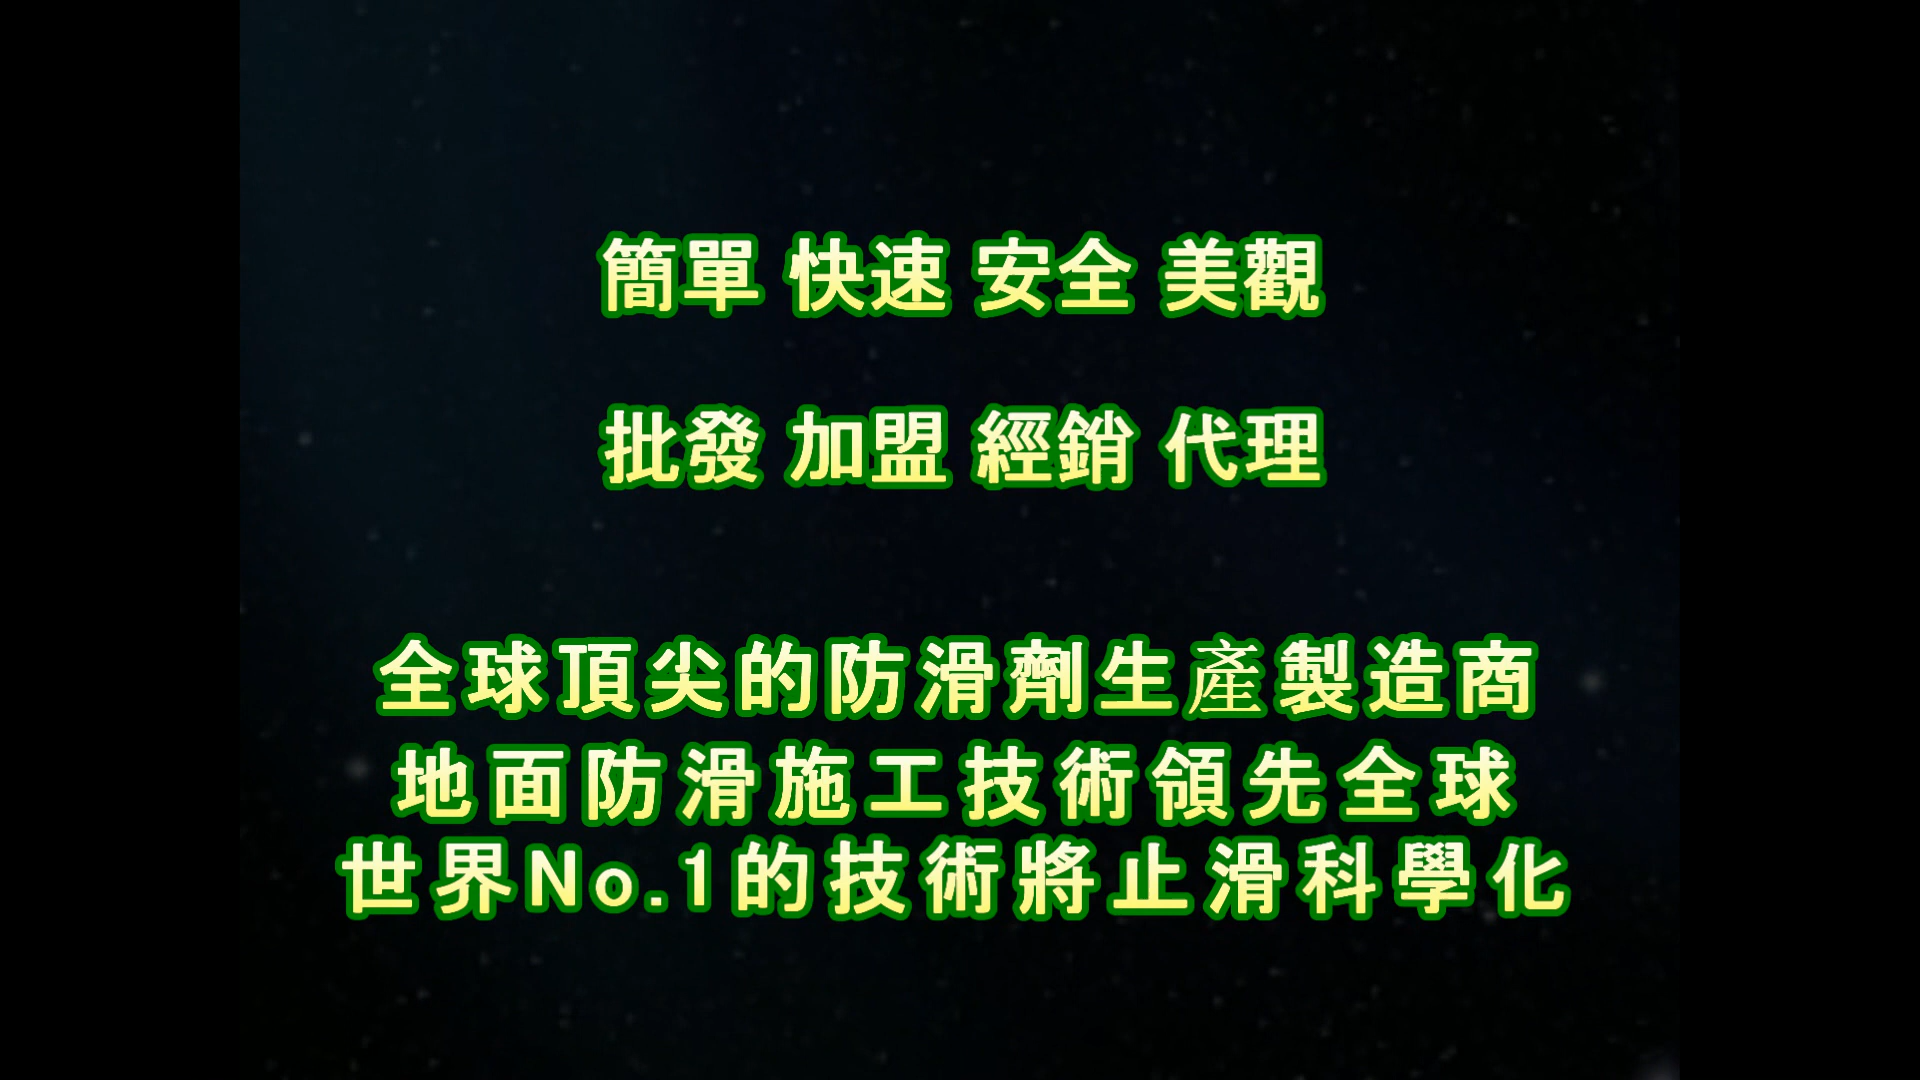 簡單 快速 安全 美觀
批發 加盟 經銷 代理
全球頂尖的防滑劑生產製造商
地面防滑施工技術領先全球
世界No.1的技術將止滑科學化